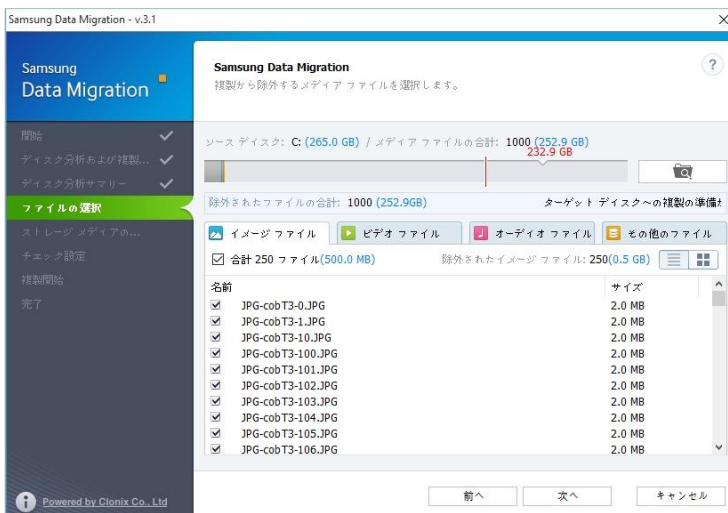 Samsung Data Migration - v.3.1
Samsung
Data Migration
Samsung Data Migration
複製から除外するメディア ファイルを選択します。
?
開始
ディスク分析および複製...
ディスク分析サマリー
ファイルの選択
ストレージ メディアの...
チェック設定
複製開始
完了
Powered by Clonix Co., Ltd
ソース ディスク: C: (265.0 GB) / メディア ファイルの合計: 1000 (252.9 GB)
232.9 GB
除外されたファイルの合計: 1000 (252.9GB)
ターゲット ディスクへの複製の準備
イメージ ファイル
ビデオ ファイル
オーディオ ファイル
その他のファイル
合計 250 ファイル(500.0 MB)
除外されたイメージ ファイル: 250(0.5 GB)
名前 サイズ
JPG-cobT3-0.JPG 2.0 MB
JPG-cobT3-1.JPG 2.0 MB
JPG-cobT3-10.JPG 2.0 MB
JPG-cobT3-100.JPG 2.0 MB
JPG-cobT3-101.JPG 2.0 MB
JPG-cobT3-102.JPG 2.0 MB
JPG-cobT3-103.JPG 2.0 MB
JPG-cobT3-104.JPG 2.0 MB
JPG-cobT3-105.JPG 2.0 MB
JPG-cobT3-106.JPG 2.0 MB
前へ
次へ
キャンセル